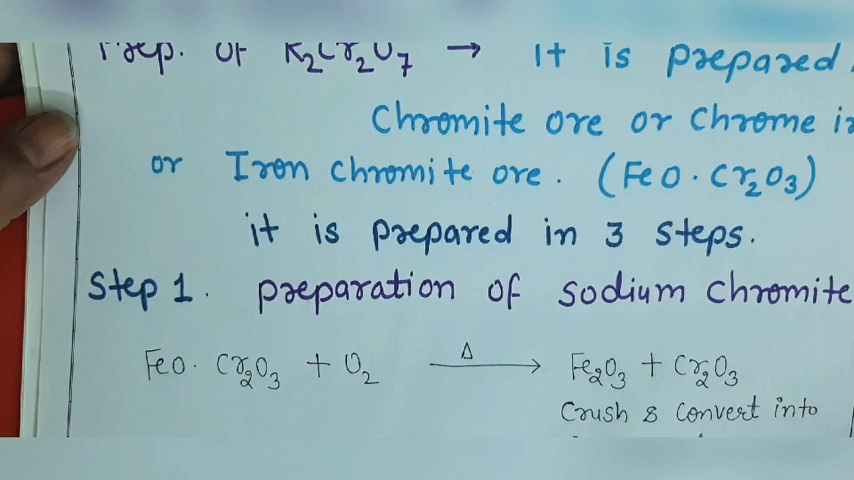 Prep. of K₂Cr₂O₇ → It is prepared
Chromite ore or Chrome
or Iron chromite ore. (FeO·Cr₂O₃)
it is prepared in 3 steps.
Step 1. preparation of sodium chromite
FeO· Cr₂O₃ + O₂ —Δ→ Fe₂O₃ + Cr₂O₃
Crush & convert into